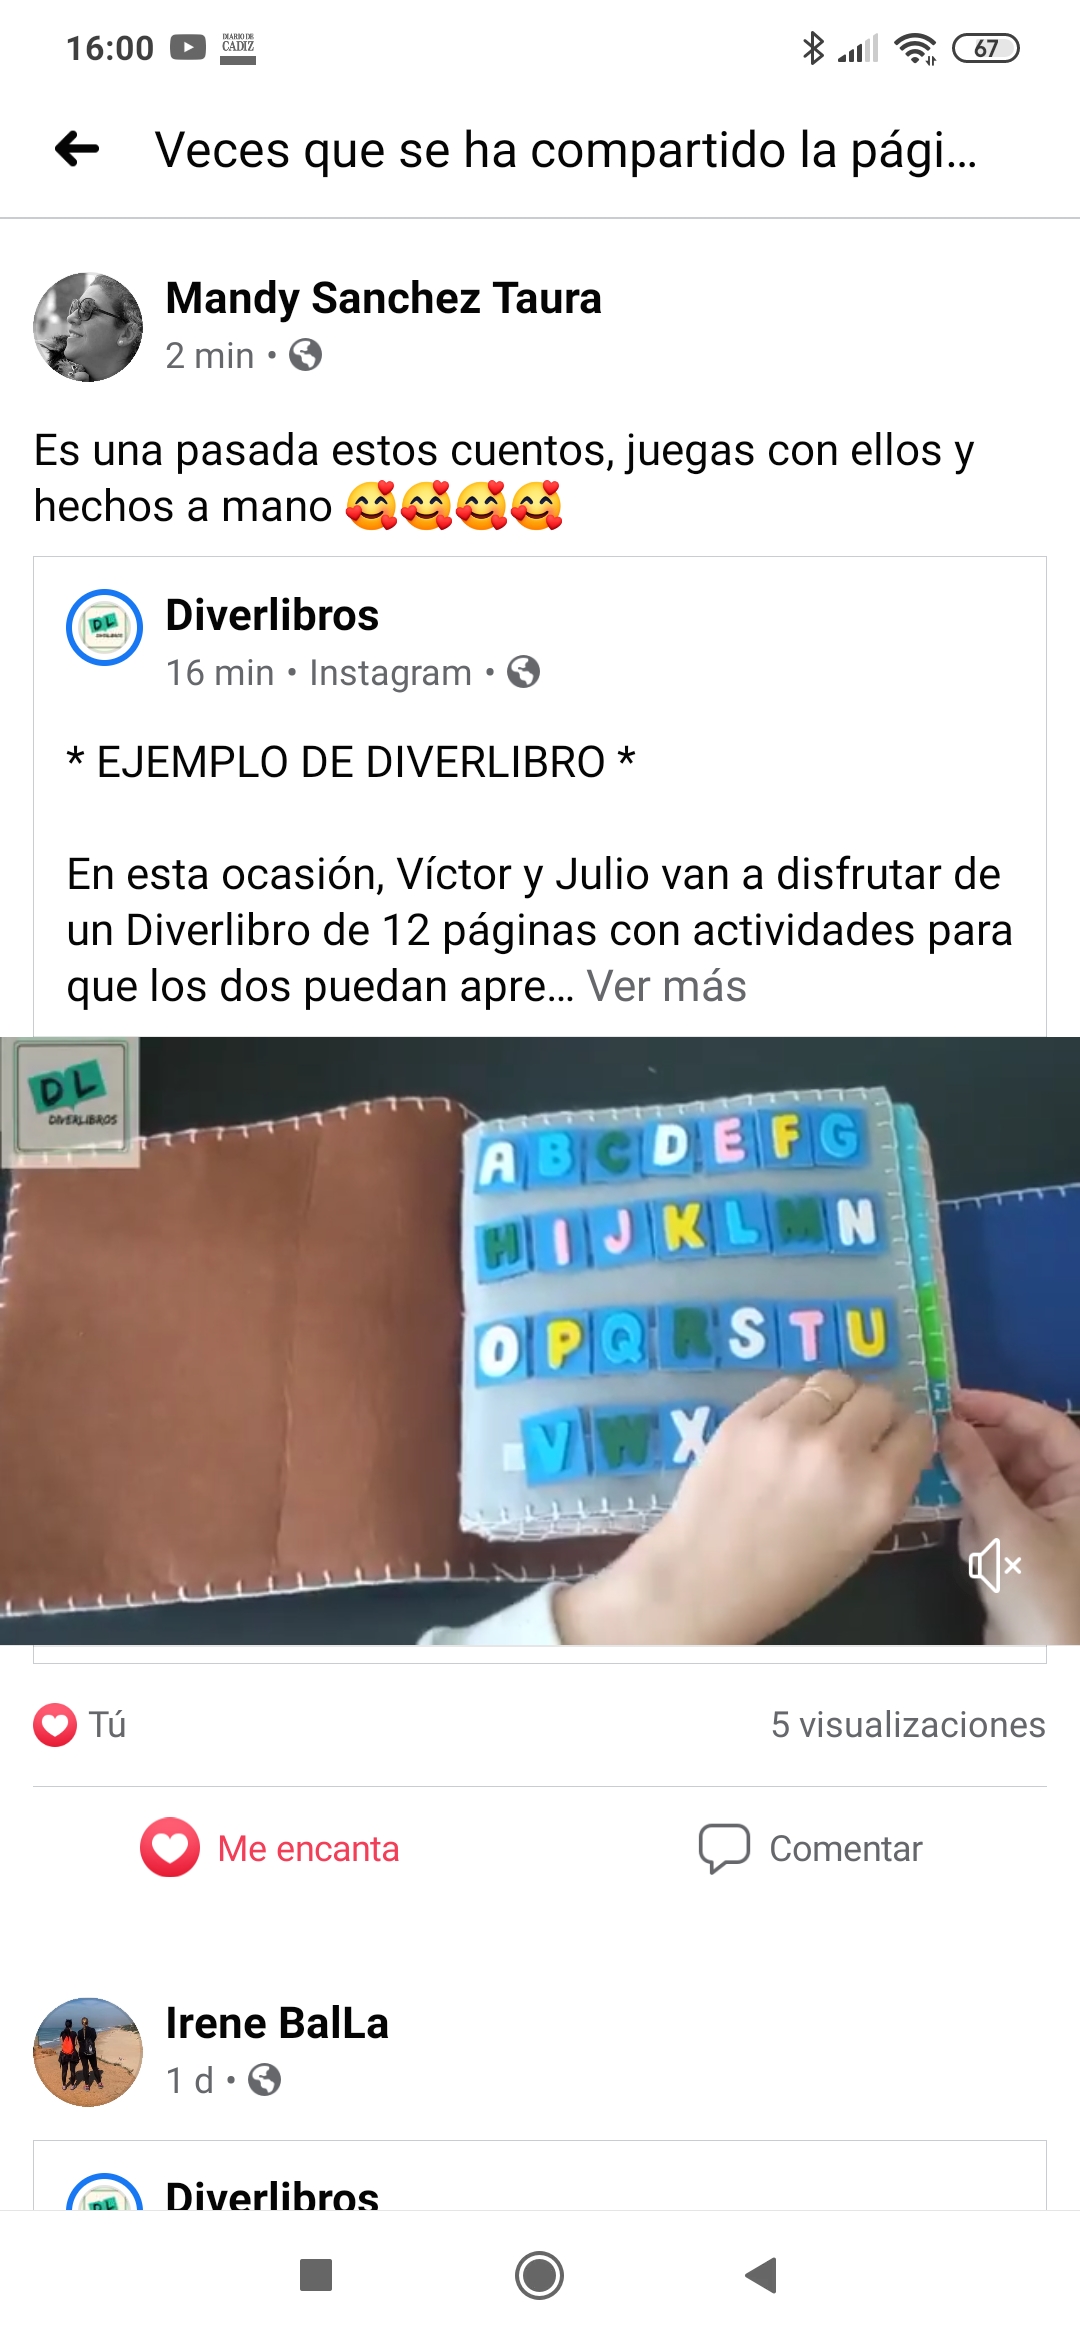 16:00
DIARIO DE
CADIZ
67
Veces que se ha compartido la pági...
Mandy Sanchez Taura
2 min •
Es una pasada estos cuentos, juegas con ellos y
hechos a mano 🥰🥰🥰🥰
DL
Diverlibros
16 min • Instagram •
* EJEMPLO DE DIVERLIBRO *
En esta ocasión, Víctor y Julio van a disfrutar de
un Diverlibro de 12 páginas con actividades para
que los dos puedan apre... Ver más
DL
DIVERLIBROS
A B C D E F G
H I J K L M N
O P Q R S T U
V W X
Tú
5 visualizaciones
Me encanta
Comentar
Irene BalLa
1 d •
DL
Diverlibros